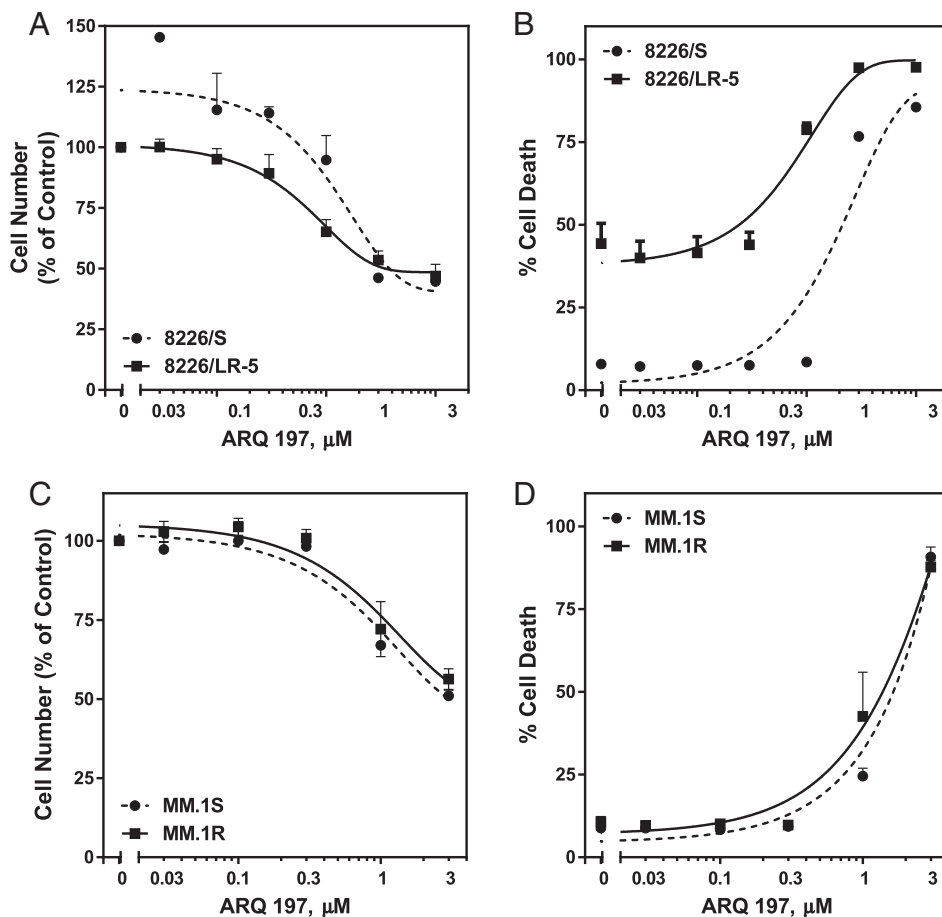 A
Cell Number
(% of Control)
150
125
100
75
50
25
0
8226/S
8226/LR-5
0 0.03 0.1 0.3 1 3
ARQ 197, μM
B
% Cell Death
100
75
50
25
0
8226/S
8226/LR-5
0 0.03 0.1 0.3 1 3
ARQ 197, μM
C
Cell Number (% of Control)
100
75
50
25
0
MM.1S
MM.1R
0 0.03 0.1 0.3 1 3
ARQ 197, μM
D
% Cell Death
100
75
50
25
0
MM.1S
MM.1R
0 0.03 0.1 0.3 1 3
ARQ 197, μM